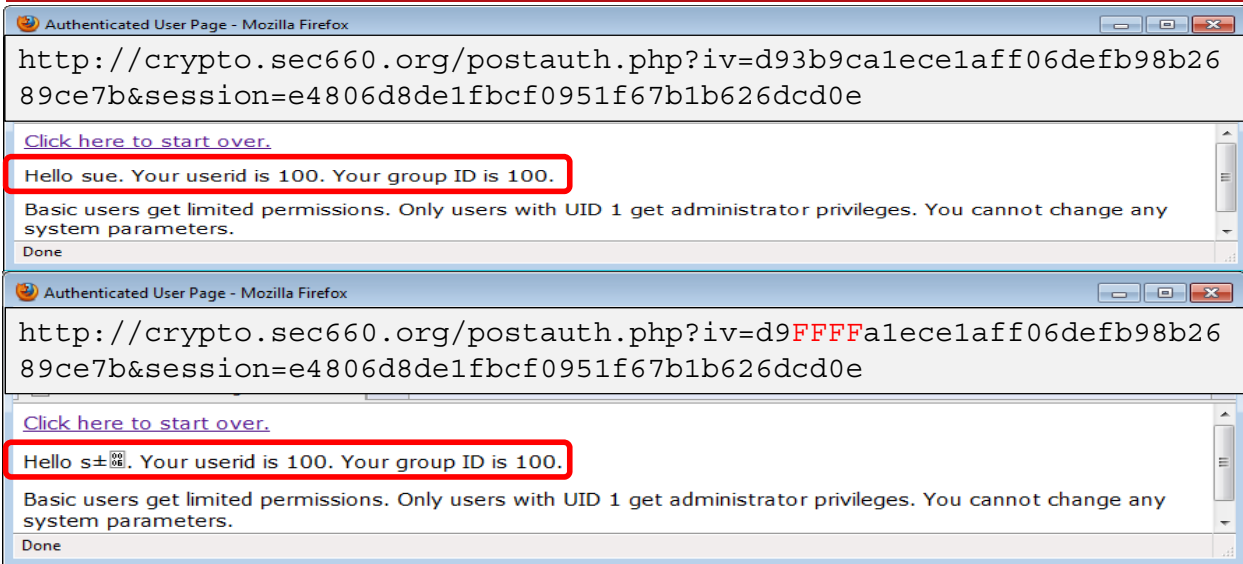 Authenticated User Page - Mozilla Firefox
http://crypto.sec660.org/postauth.php?iv=d93b9ca1ece1aff06defb98b26
89ce7b&session=e4806d8de1fbcf0951f67b1b626dcd0e
Click here to start over.
Hello sue. Your userid is 100. Your group ID is 100.
Basic users get limited permissions. Only users with UID 1 get administrator privileges. You cannot change any
system parameters.
Done
Authenticated User Page - Mozilla Firefox
http://crypto.sec660.org/postauth.php?iv=d9FFFFa1ece1aff06defb98b26
89ce7b&session=e4806d8de1fbcf0951f67b1b626dcd0e
Click here to start over.
Hello s±. Your userid is 100. Your group ID is 100.
Basic users get limited permissions. Only users with UID 1 get administrator privileges. You cannot change any
system parameters.
Done